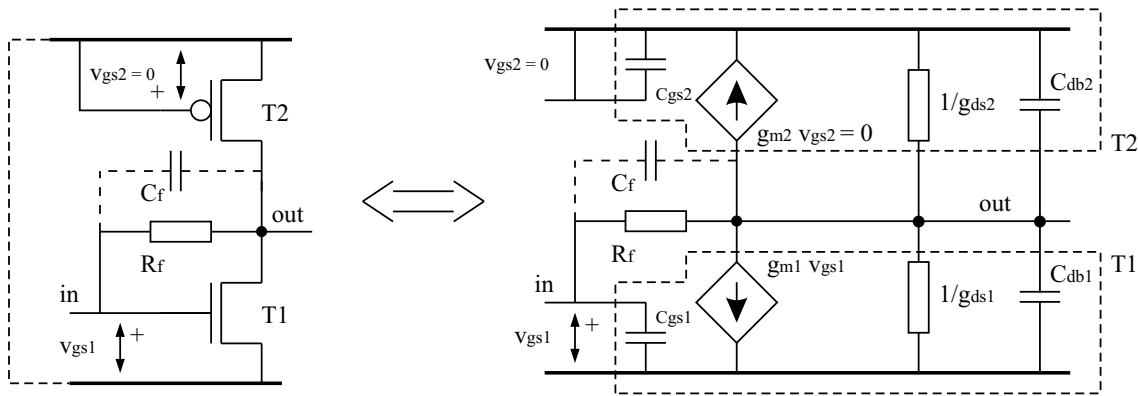 vgs2 = 0
+
T2
Cf
out
Rf
in
T1
+
vgs1
vgs2 = 0
Cgs2
gm2 vgs2 = 0
1/gds2
Cdb2
T2
Cf
out
Rf
gm1 vgs1
T1
in
+
vgs1
Cgs1
1/gds1
Cdb1